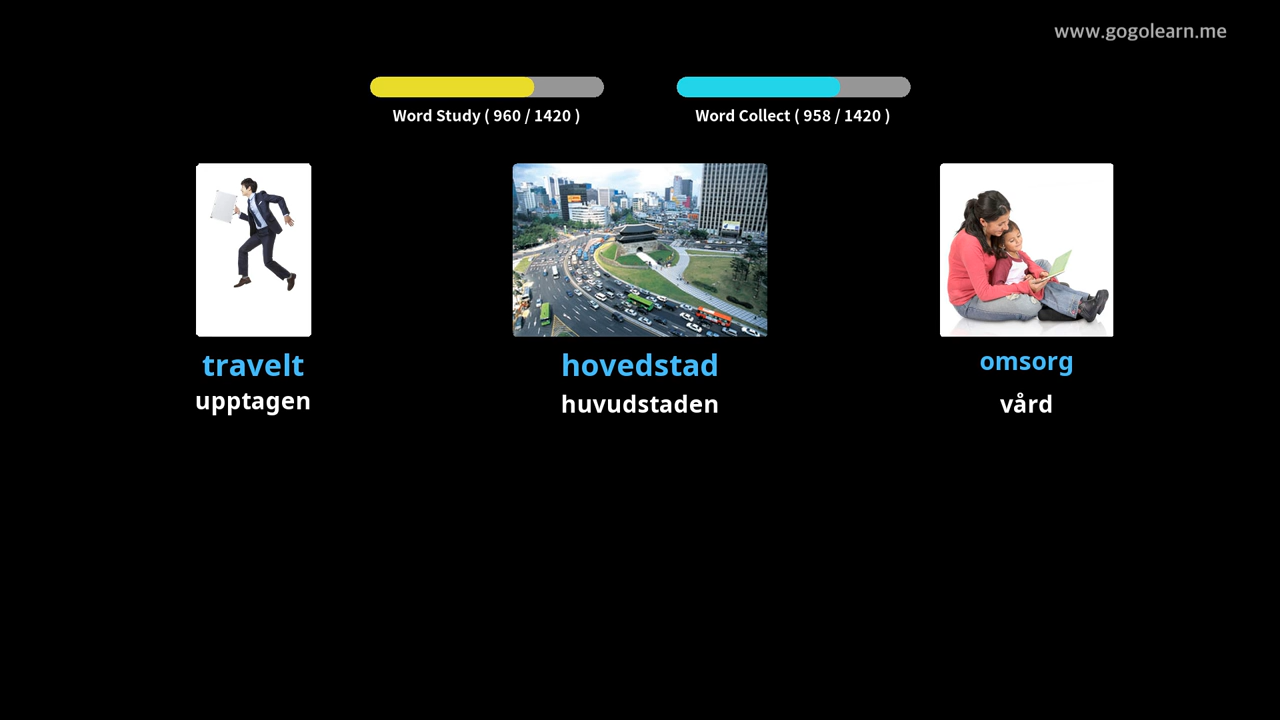 www.gogolearn.me
Word Study ( 960 / 1420 )
Word Collect ( 958 / 1420 )
travelt
upptagen
hovedstad
huvudstaden
omsorg
vård